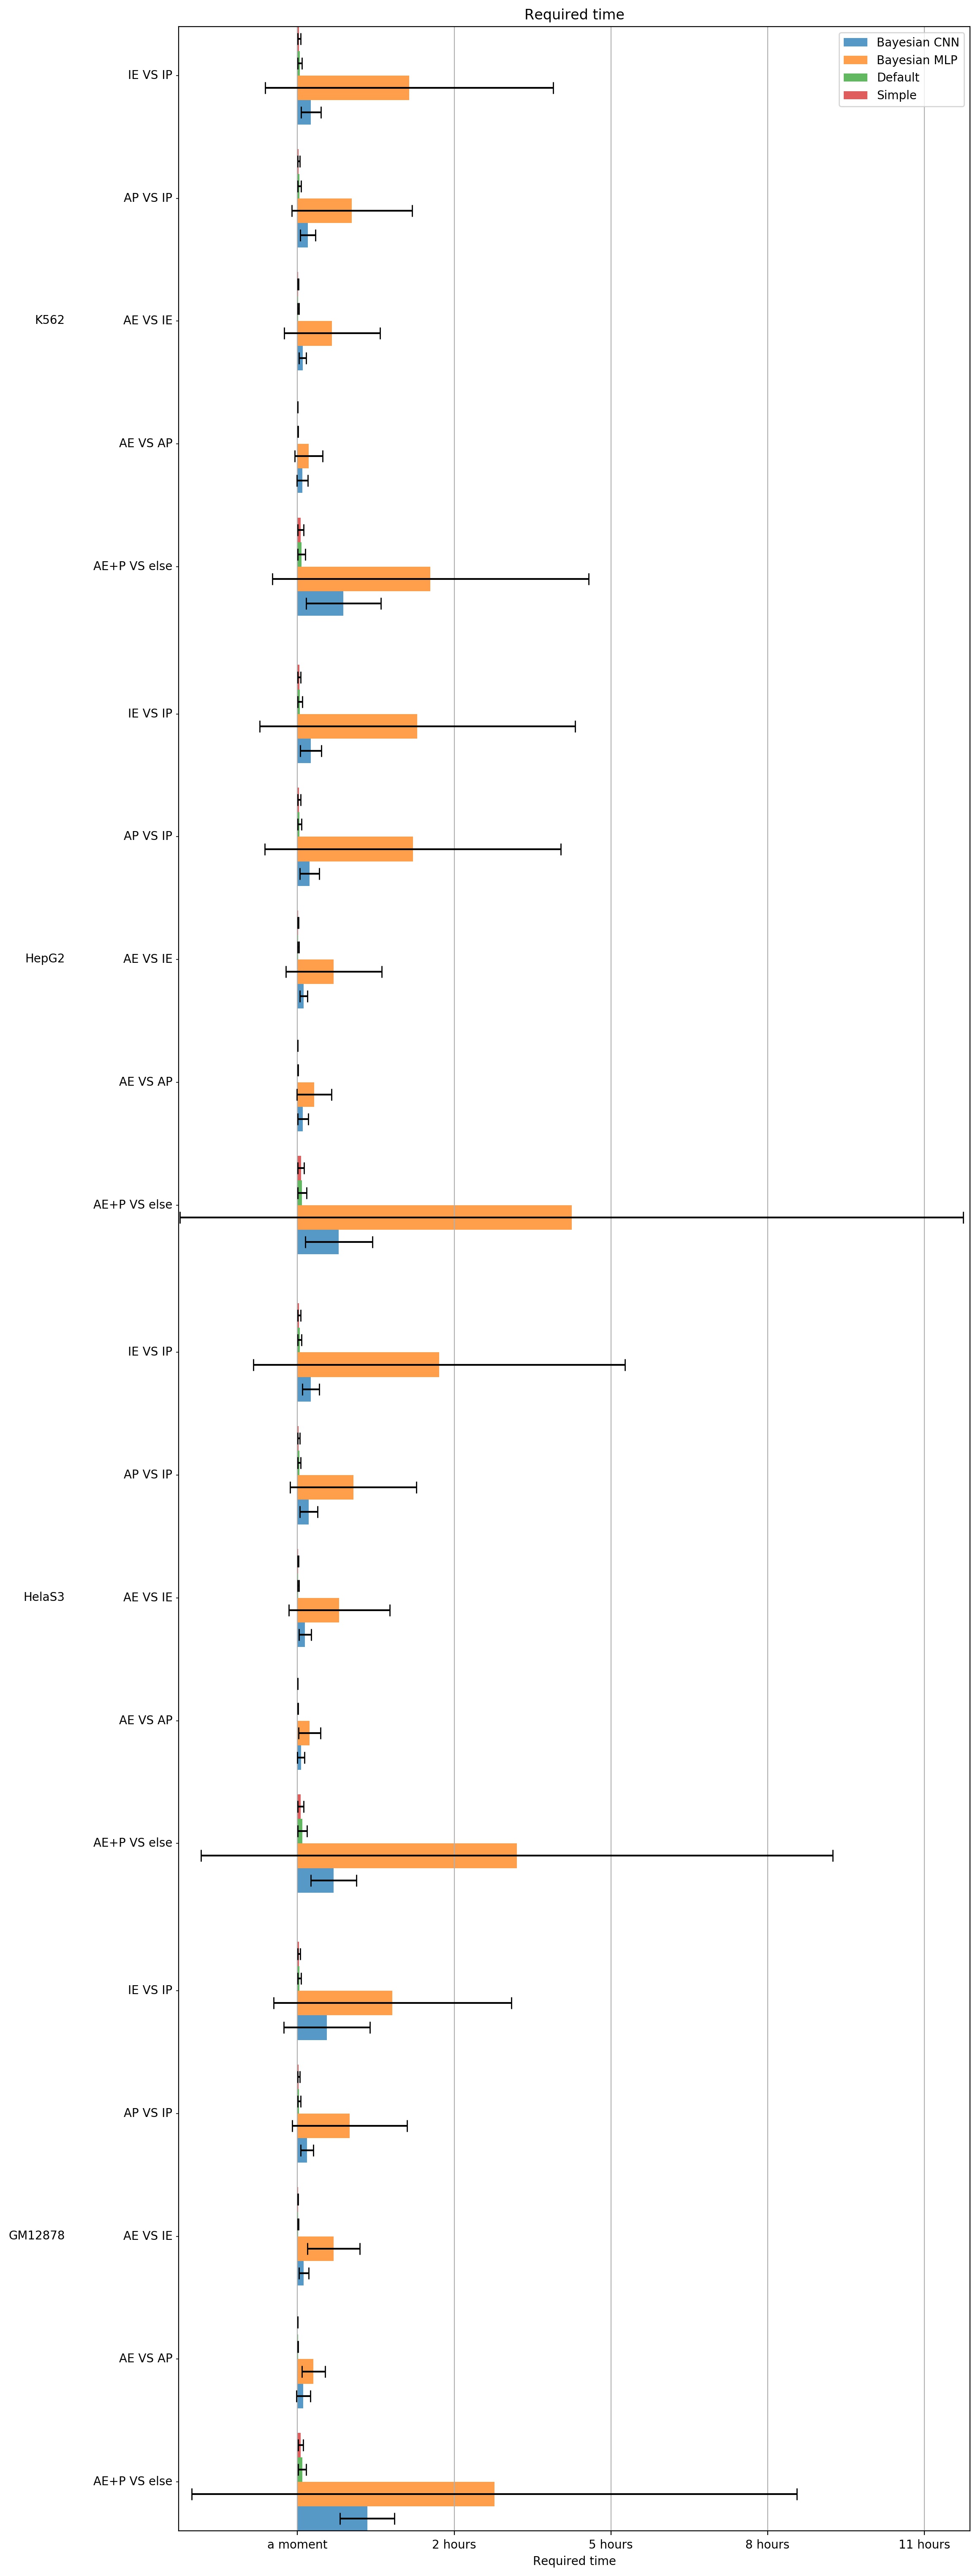 Required time
Bayesian CNN
Bayesian MLP
Default
Simple
IE VS IP
AP VS IP
K562
AE VS IE
AE VS AP
AE+P VS else
IE VS IP
AP VS IP
HepG2
AE VS IE
AE VS AP
AE+P VS else
IE VS IP
AP VS IP
HelaS3
AE VS IE
AE VS AP
AE+P VS else
IE VS IP
AP VS IP
GM12878
AE VS IE
AE VS AP
AE+P VS else
a moment
2 hours
5 hours
8 hours
11 hours
Required time